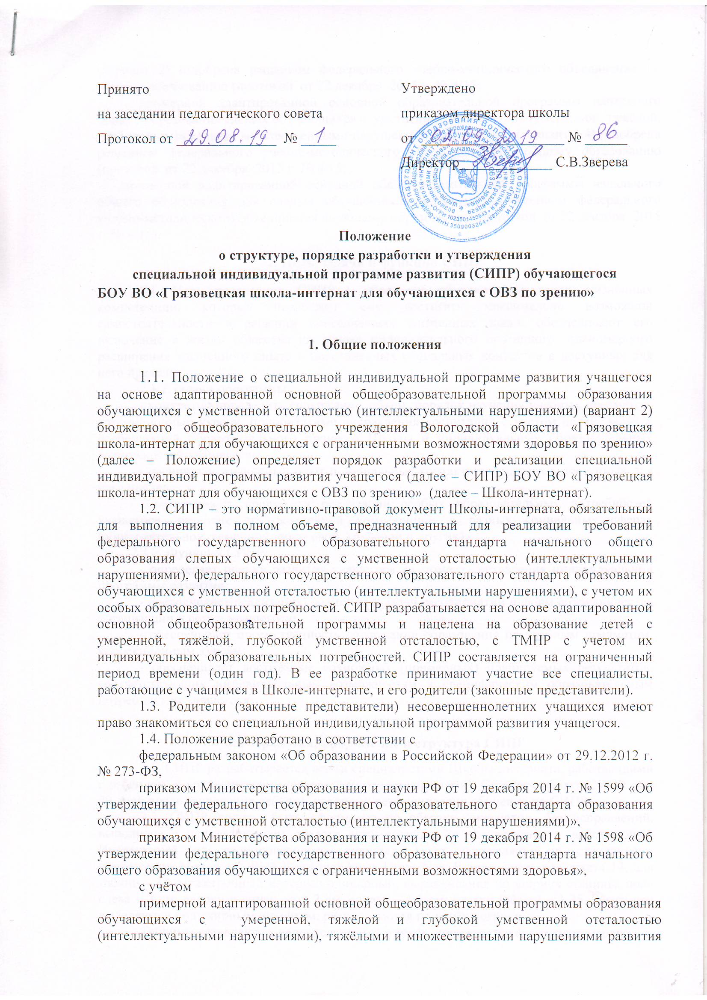 Принято
на заседании педагогического совета
Протокол от 29.08.19 № 1
Утверждено
приказом директора школы
от 02.09.2019 № 86
Директор С.В.Зверева
Департамент образования Вологодской области
ОГРН 1023501453843 • ИНН 3509003264
Положение
о структуре, порядке разработки и утверждения
специальной индивидуальной программе развития (СИПР) обучающегося
БОУ ВО «Грязовецкая школа-интернат для обучающихся с ОВЗ по зрению»
1. Общие положения
1.1. Положение о специальной индивидуальной программе развития учащегося
на основе адаптированной основной общеобразовательной программы образования
обучающихся с умственной отсталостью (интеллектуальными нарушениями) (вариант 2)
бюджетного общеобразовательного учреждения Вологодской области «Грязовецкая
школа-интернат для обучающихся с ограниченными возможностями здоровья по зрению»
(далее – Положение) определяет порядок разработки и реализации специальной
индивидуальной программы развития учащегося (далее – СИПР) БОУ ВО «Грязовецкая
школа-интернат для обучающихся с ОВЗ по зрению» (далее – Школа-интернат).
1.2. СИПР – это нормативно-правовой документ Школы-интерната, обязательный
для выполнения в полном объеме, предназначенный для реализации требований
федерального государственного образовательного стандарта начального общего
образования слепых обучающихся с умственной отсталостью (интеллектуальными
нарушениями), федерального государственного образовательного стандарта образования
обучающихся с умственной отсталостью (интеллектуальными нарушениями), с учетом их
особых образовательных потребностей. СИПР разрабатывается на основе адаптированной
основной общеобразовательной программы и нацелена на образование детей с
умеренной, тяжёлой, глубокой умственной отсталостью, с ТМНР с учетом их
индивидуальных образовательных потребностей. СИПР составляется на ограниченный
период времени (один год). В ее разработке принимают участие все специалисты,
работающие с учащимся в Школе-интернате, и его родители (законные представители).
1.3. Родители (законные представители) несовершеннолетних учащихся имеют
право знакомиться со специальной индивидуальной программой развития учащегося.
1.4. Положение разработано в соответствии с
федеральным законом «Об образовании в Российской Федерации» от 29.12.2012 г.
№ 273-ФЗ,
приказом Министерства образования и науки РФ от 19 декабря 2014 г. № 1599 «Об
утверждении федерального государственного образовательного стандарта образования
обучающихся с умственной отсталостью (интеллектуальными нарушениями)»,
приказом Министерства образования и науки РФ от 19 декабря 2014 г. № 1598 «Об
утверждении федерального государственного образовательного стандарта начального
общего образования обучающихся с ограниченными возможностями здоровья»,
с учётом
примерной адаптированной основной общеобразовательной программы образования
обучающихся с умеренной, тяжёлой и глубокой умственной отсталостью
(интеллектуальными нарушениями), тяжёлыми и множественными нарушениями развития